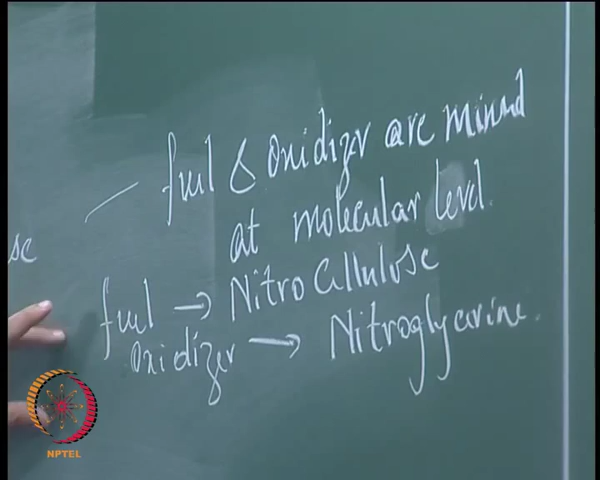 fuel & Oxidizer are mixed
at molecular level.
se
fuel → Nitro Cellulose
Oxidizer → Nitroglycerine.
NPTEL